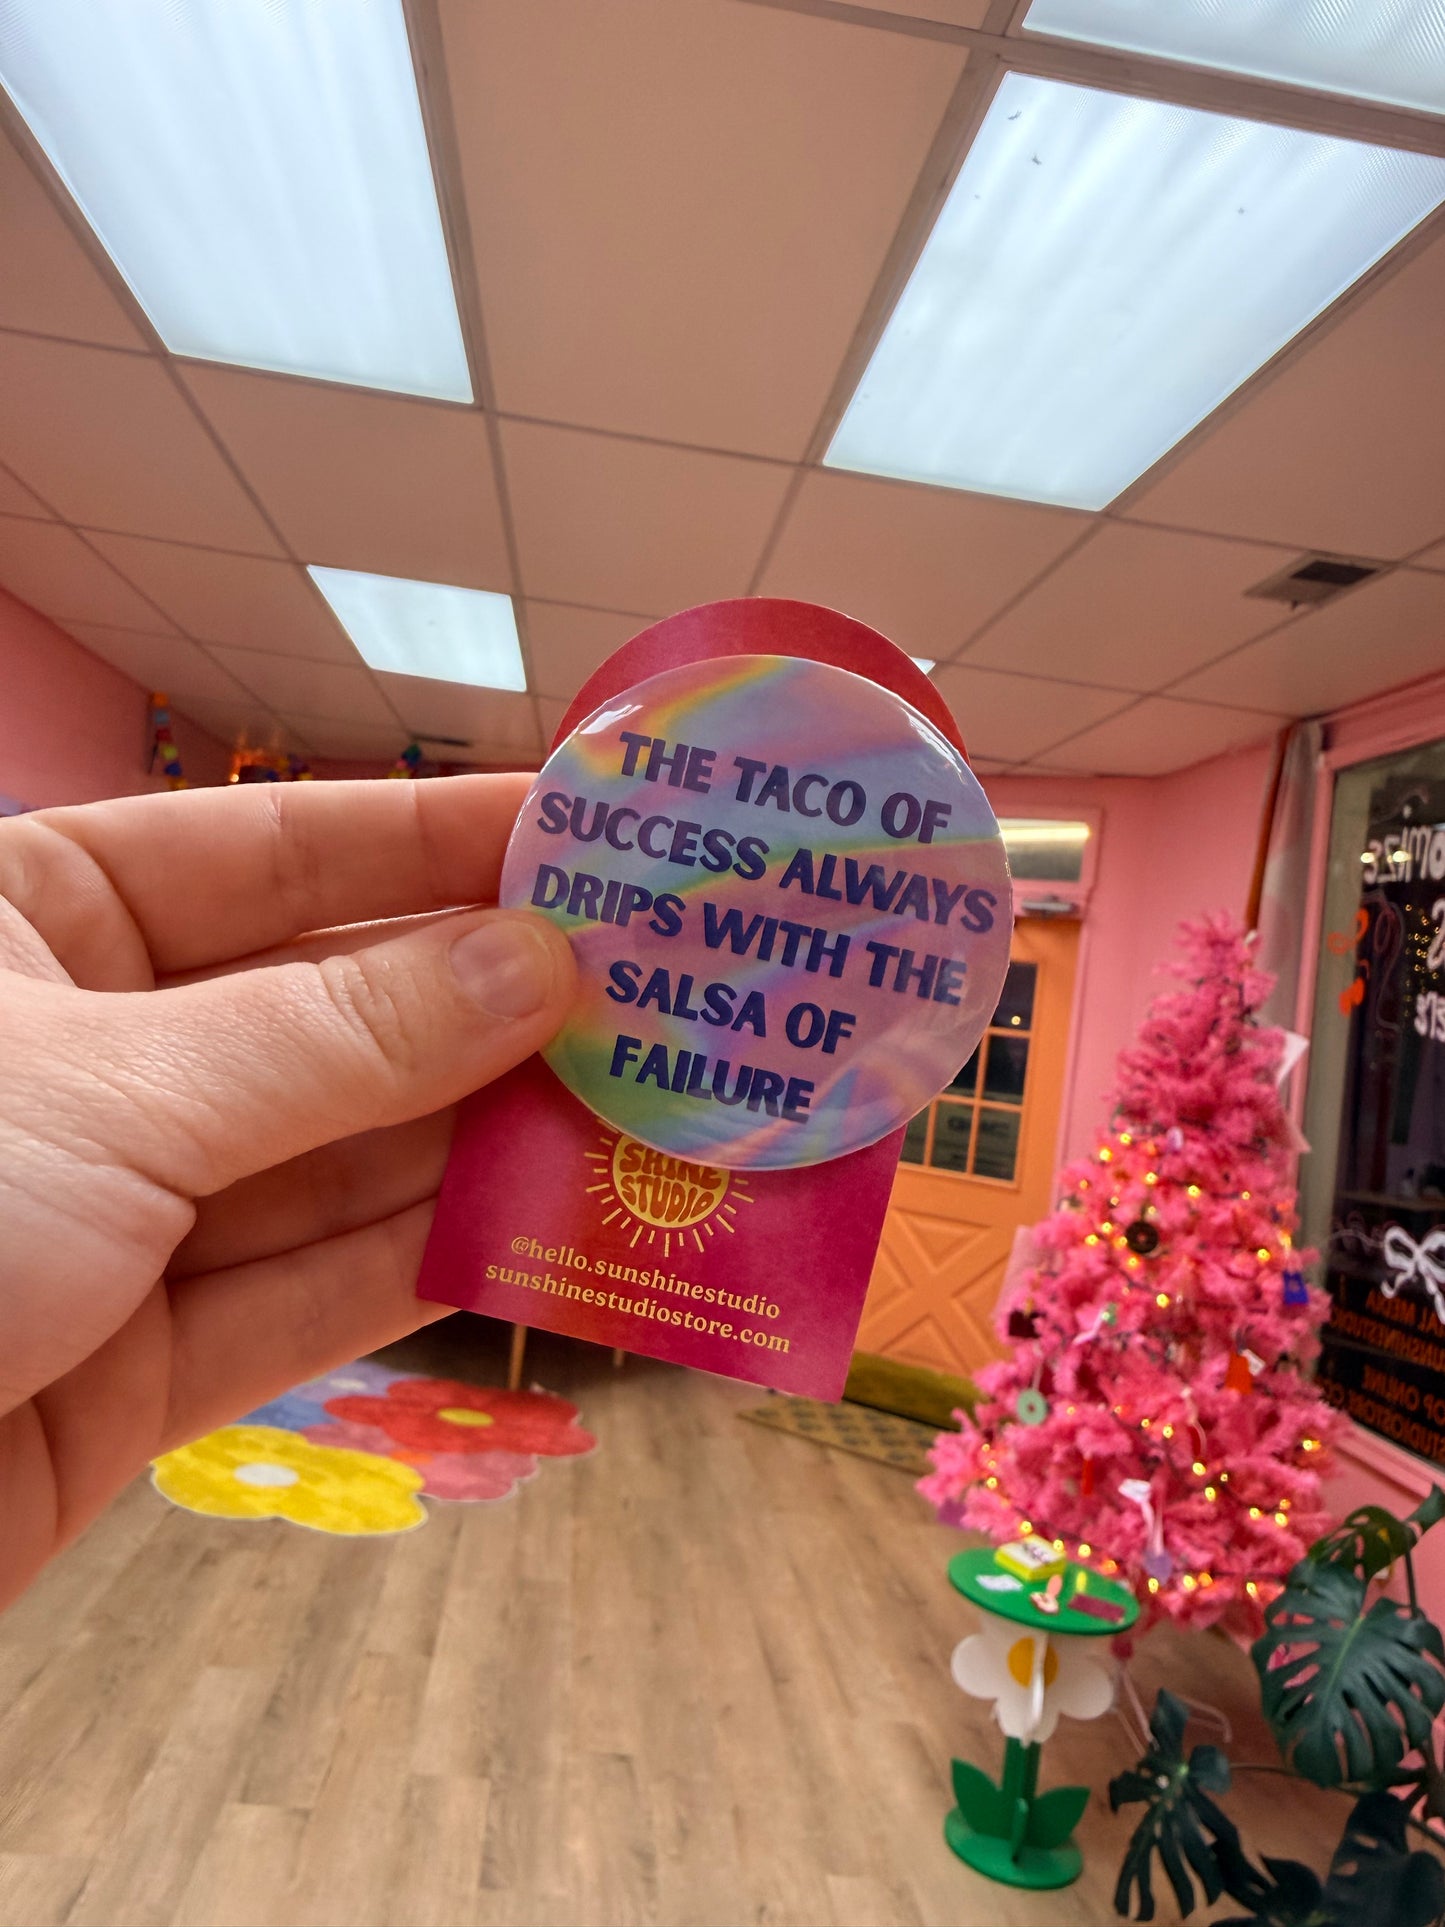 THE TACO OF
SUCCESS ALWAYS
DRIPS WITH THE
SALSA OF
FAILURE
SHINE
STUDIO
@hello.sunshinestudio
sunshinestudiostore.com